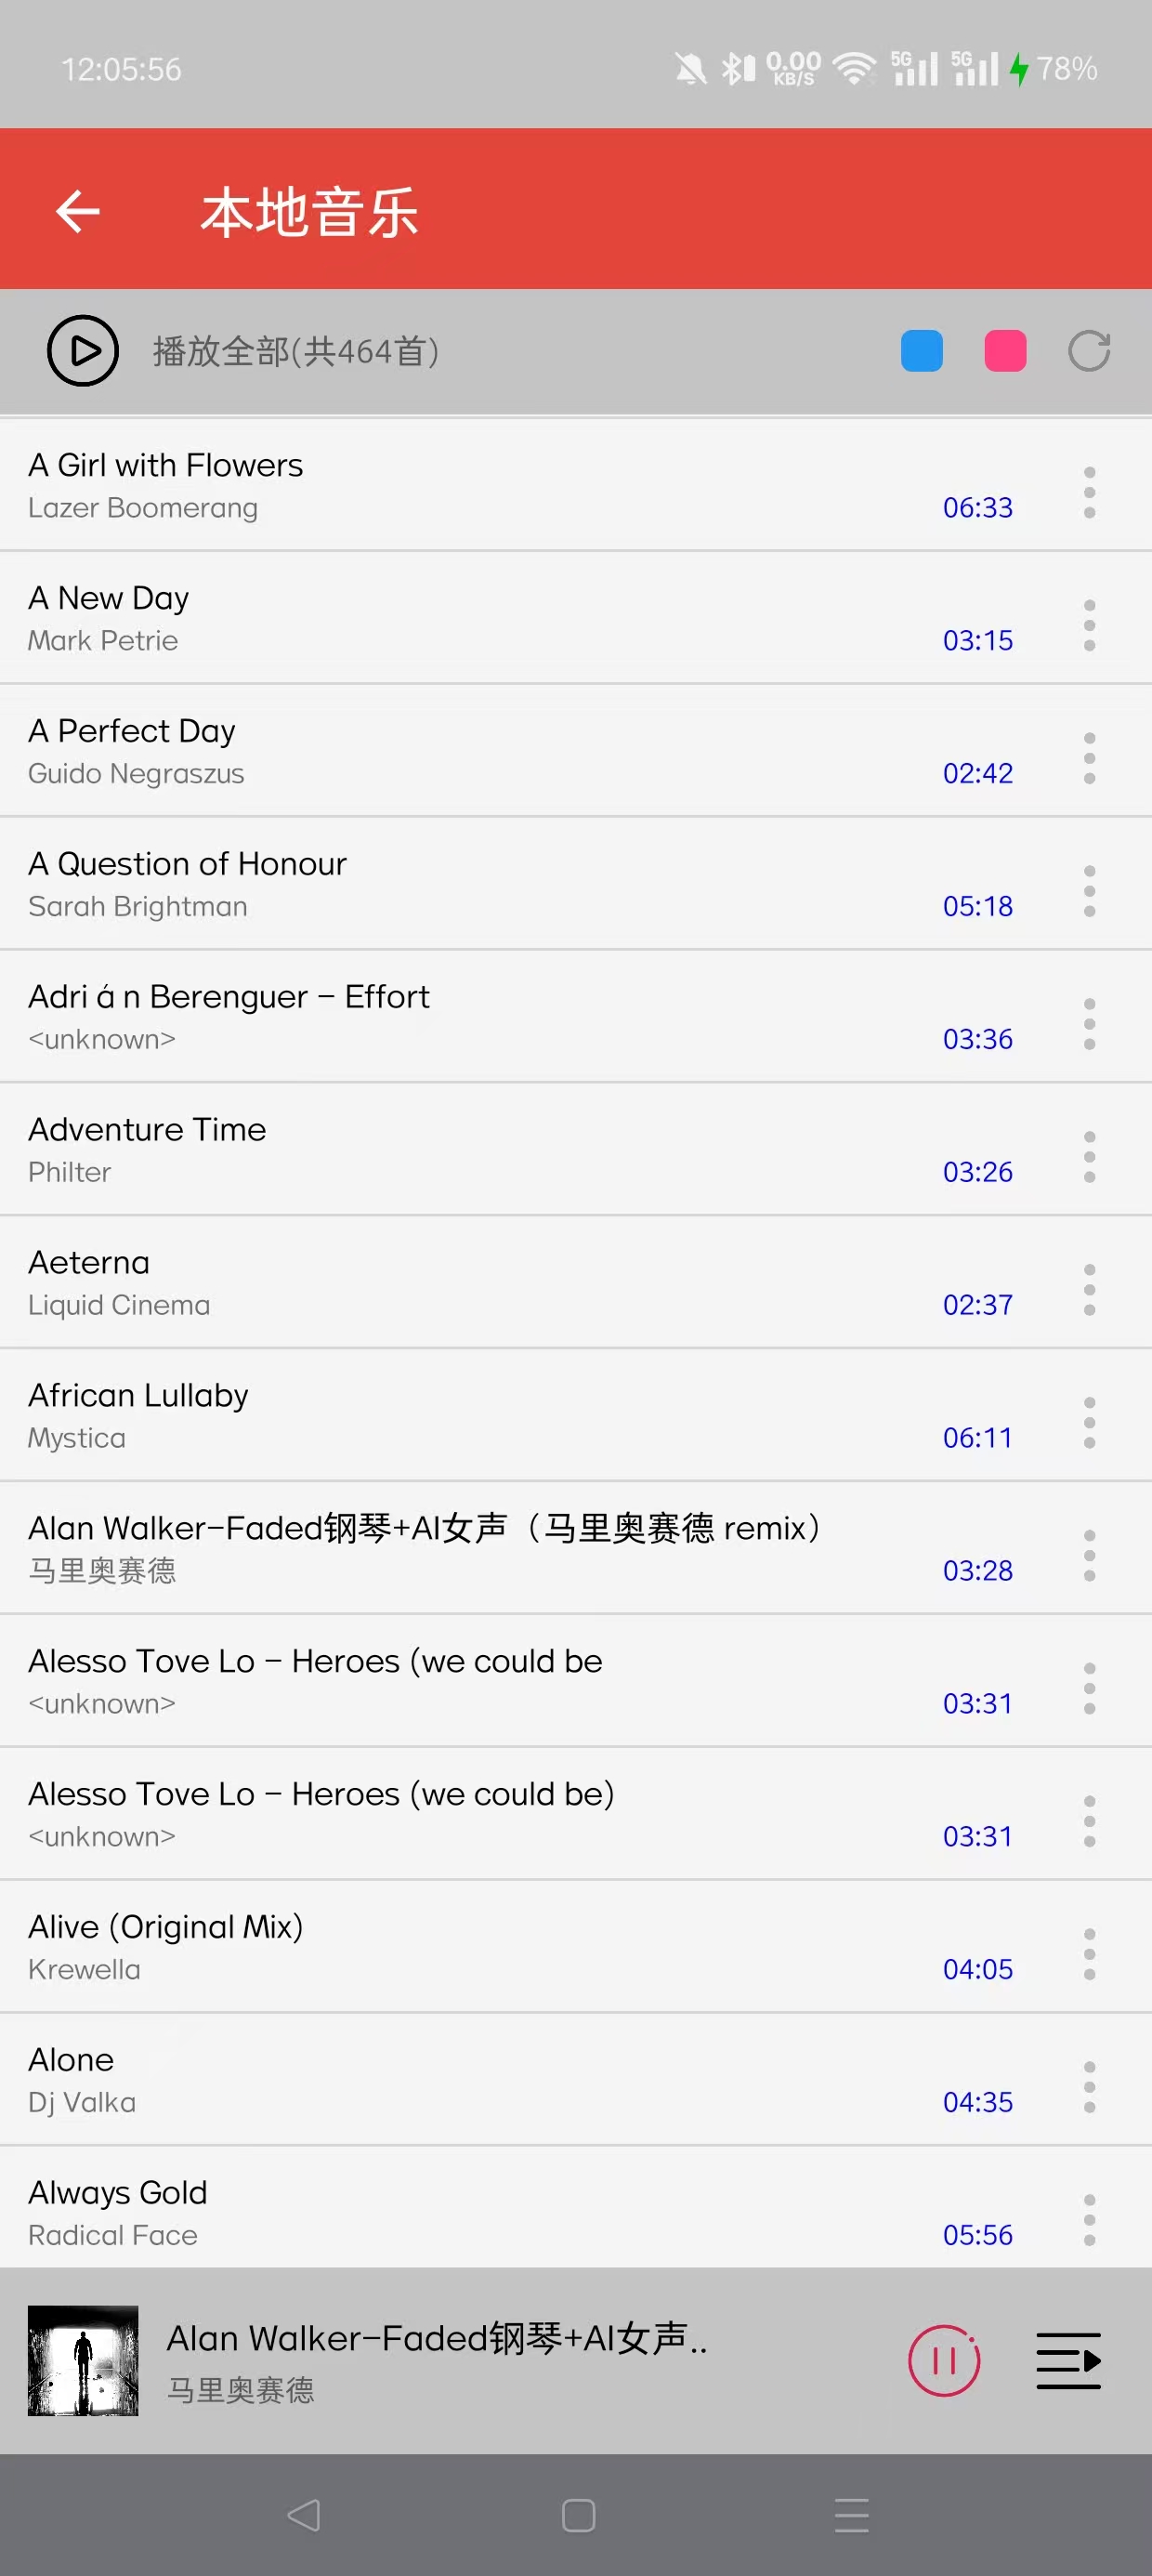 12:05:56 0.00 KB/S 5G 5G 78%
本地音乐
播放全部(共464首)
A Girl with Flowers
Lazer Boomerang 06:33
A New Day
Mark Petrie 03:15
A Perfect Day
Guido Negraszus 02:42
A Question of Honour
Sarah Brightman 05:18
Adri á n Berenguer – Effort
<unknown> 03:36
Adventure Time
Philter 03:26
Aeterna
Liquid Cinema 02:37
African Lullaby
Mystica 06:11
Alan Walker–Faded钢琴+AI女声（马里奥赛德 remix）
马里奥赛德 03:28
Alesso Tove Lo – Heroes (we could be
<unknown> 03:31
Alesso Tove Lo – Heroes (we could be)
<unknown> 03:31
Alive (Original Mix)
Krewella 04:05
Alone
Dj Valka 04:35
Always Gold
Radical Face 05:56
Alan Walker–Faded钢琴+AI女声..
马里奥赛德